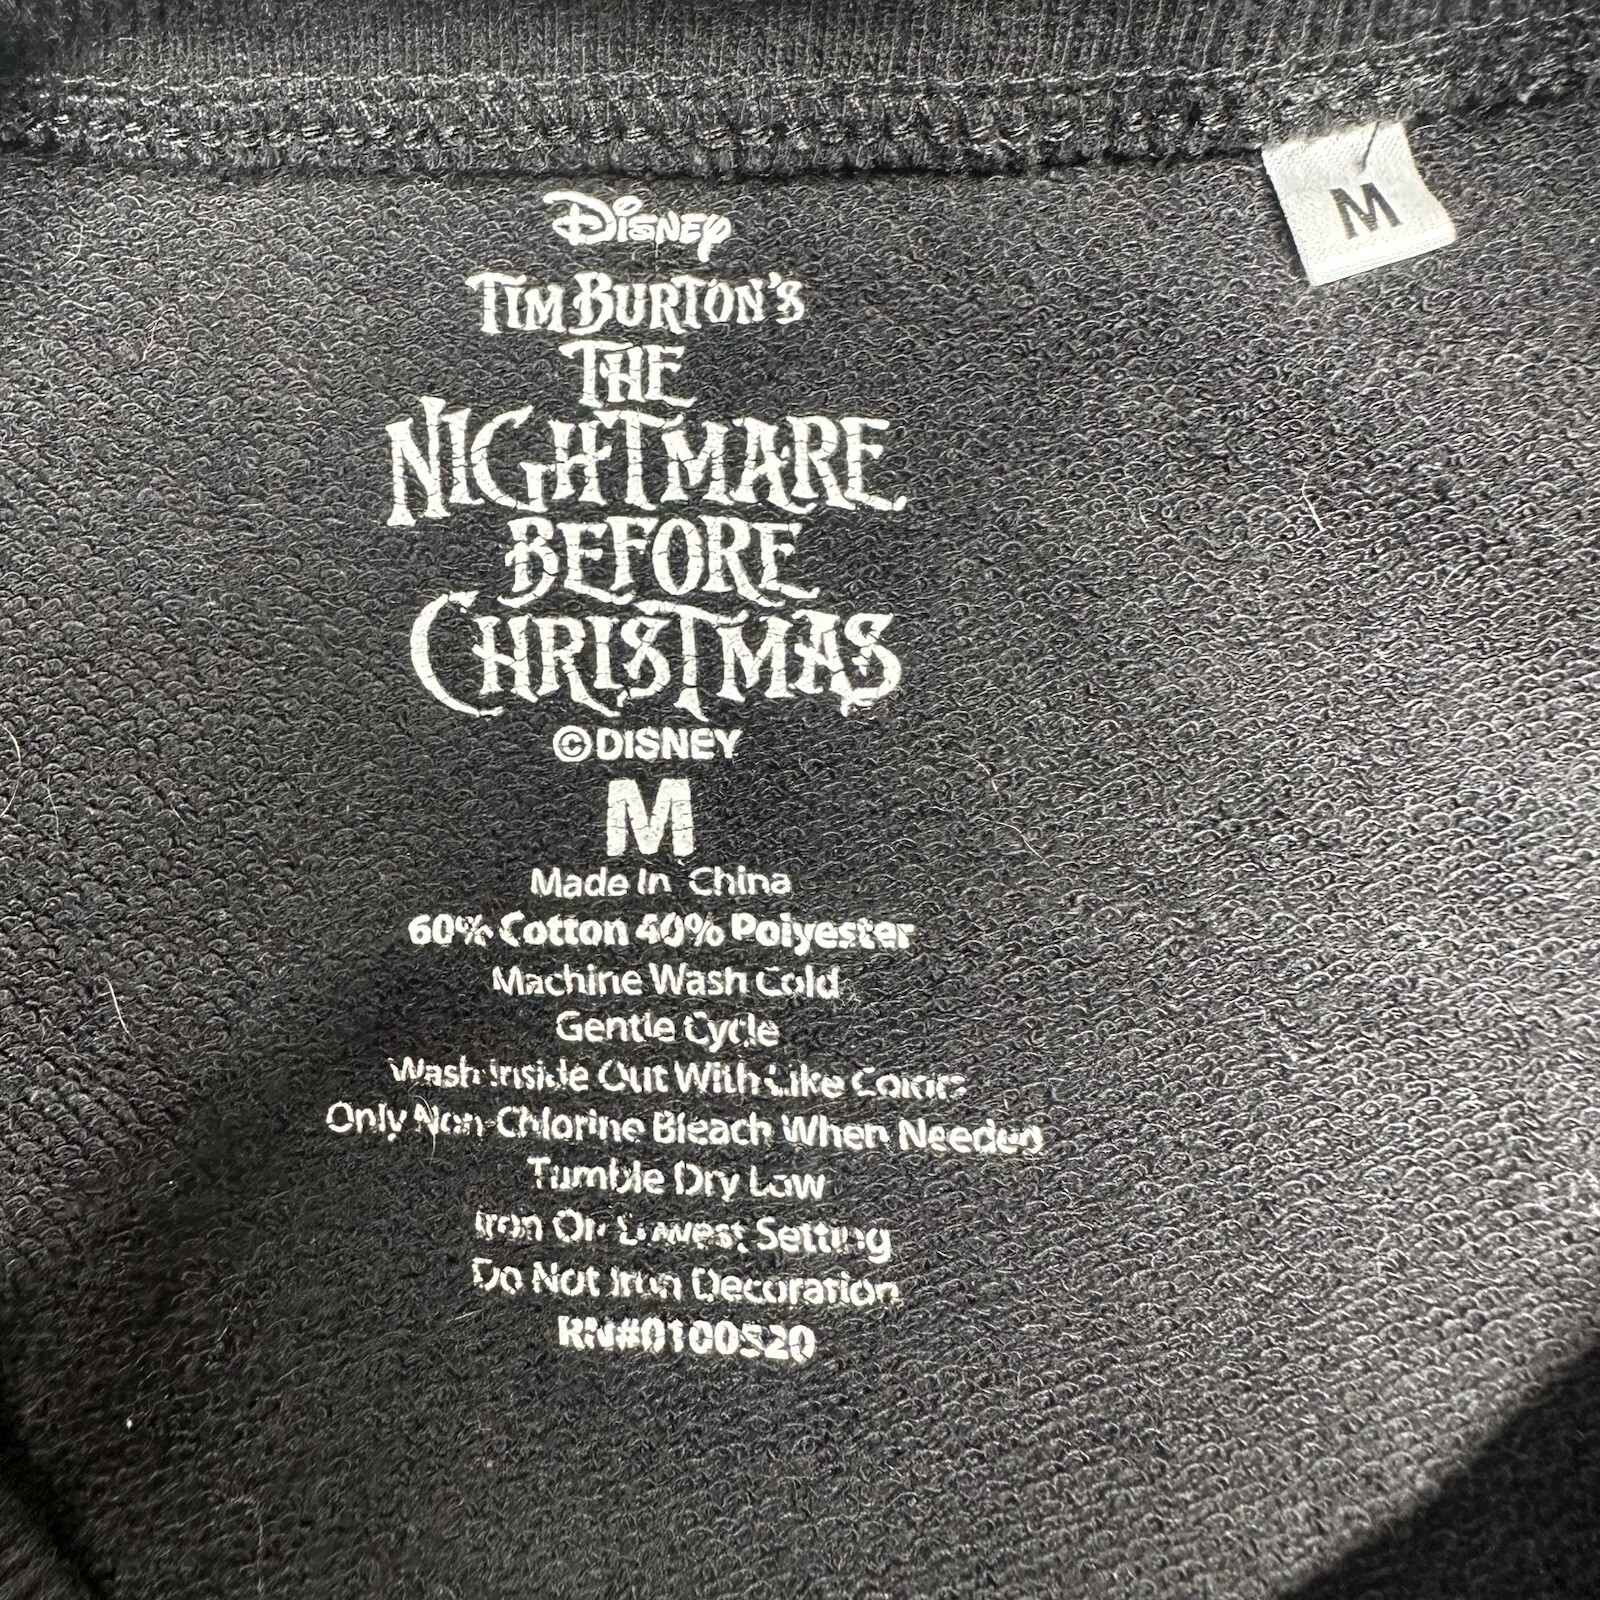 Disney
TIM BURTON'S
THE
NIGHTMARE
BEFORE
CHRISTMAS
©DISNEY
M
Made In China
60% Cotton 40% Polyester
Machine Wash Cold
Gentle Cycle
Wash Inside Out With Like Colors
Only Non-Chlorine Bleach When Needed
Tumble Dry Low
Iron On Lowest Setting
Do Not Iron Decoration
RN#0100520
M